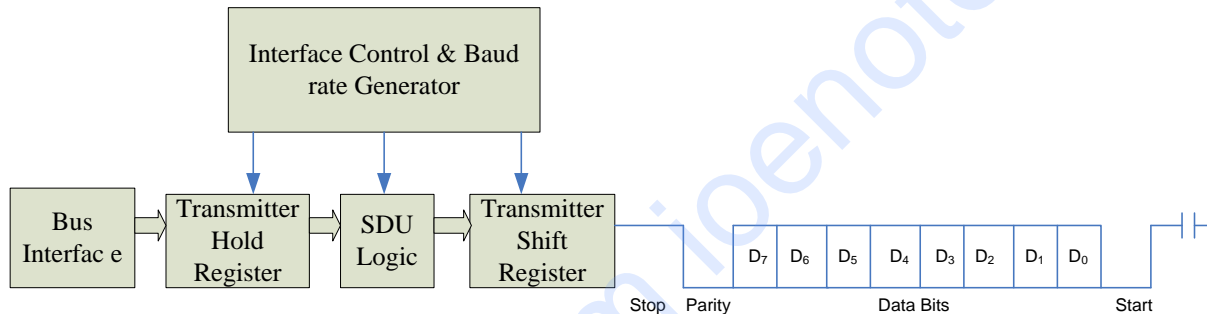 Interface Control & Baud
rate Generator
Bus
Interfac e
Transmitter
Hold
Register
SDU
Logic
Transmitter
Shift
Register
D7 D6 D5 D4 D3 D2 D1 D0
Stop Parity Data Bits Start
m ioenote